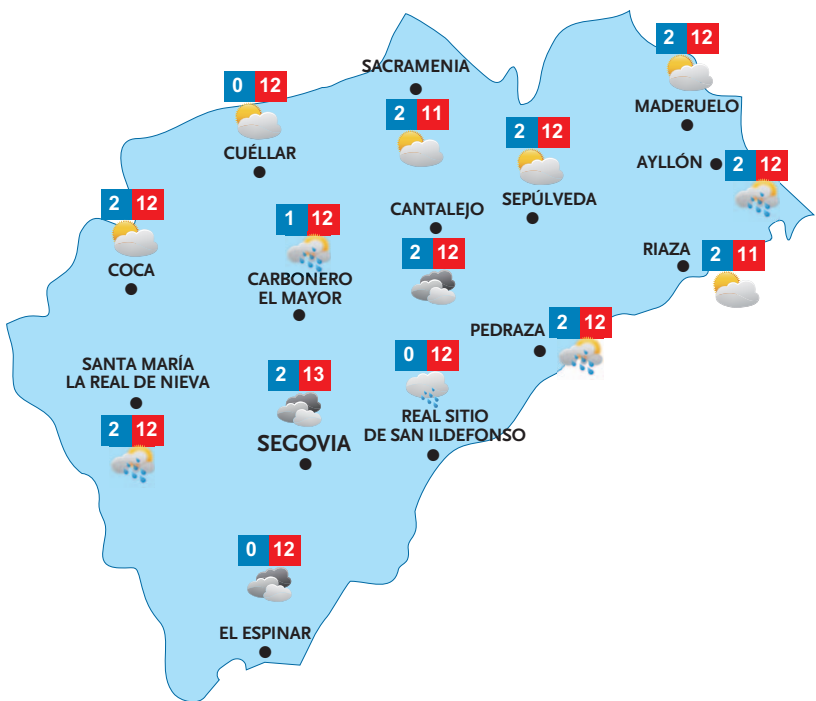 2 12
MADERUELO
SACRAMENIA
2 11
0 12
CUÉLLAR
2 12
SEPÚLVEDA
AYLLÓN
2 12
2 12
COCA
1 12
CARBONERO
EL MAYOR
CANTALEJO
2 12
RIAZA
2 11
PEDRAZA
2 12
SANTA MARÍA
LA REAL DE NIEVA
2 12
2 13
SEGOVIA
0 12
REAL SITIO
DE SAN ILDEFONSO
0 12
EL ESPINAR